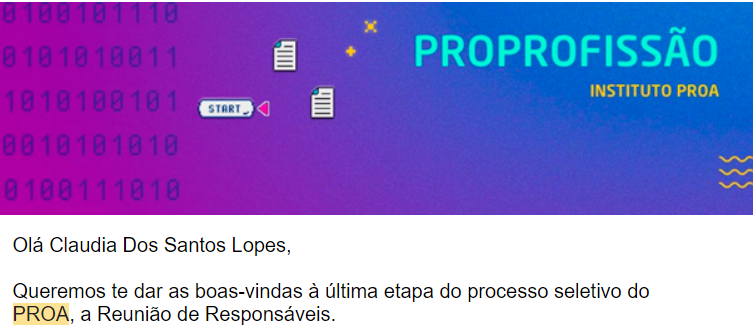 0100101110
PROPROFISSÃO
1010010011
INSTITUTO PROA
1010100101
START
0010101010
0100111010
Olá Claudia Dos Santos Lopes,
Queremos te dar as boas-vindas à última etapa do processo seletivo do
PROA, a Reunião de Responsáveis.